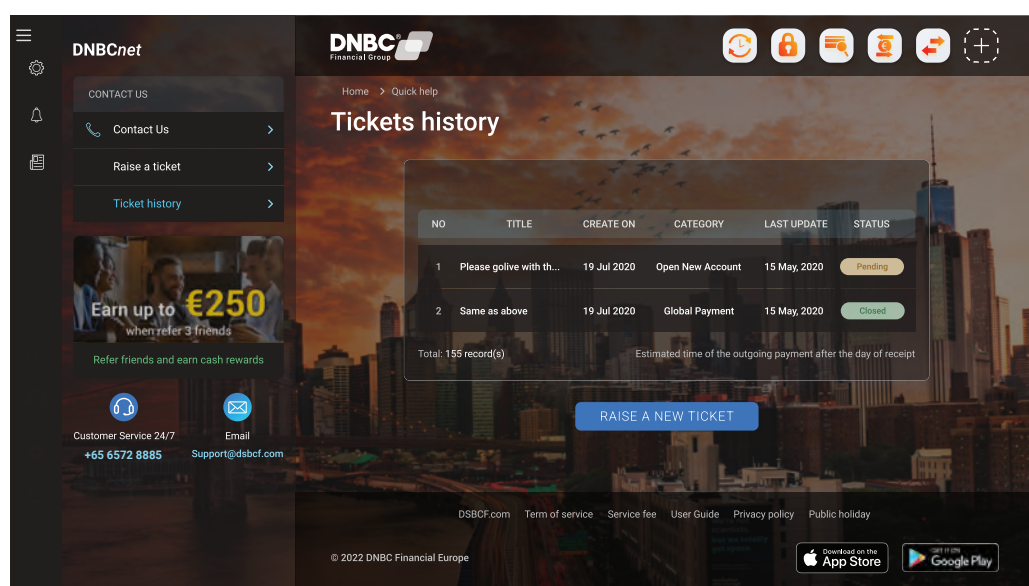 DNBCnet
CONTACT US
Contact Us
Raise a ticket
Ticket history
Earn up to €250
when refer 3 friends
Refer friends and earn cash rewards
Customer Service 24/7
+65 6572 8885
Email
Support@dsbcf.com
DNBC®
Financial Group
Home > Quick help
Tickets history
NO TITLE CREATE ON CATEGORY LAST UPDATE STATUS
1 Please golive with th... 19 Jul 2020 Open New Account 15 May, 2020 Pending
2 Same as above 19 Jul 2020 Global Payment 15 May, 2020 Closed
Total: 155 record(s) Estimated time of the outgoing payment after the day of receipt
RAISE A NEW TICKET
DSBCF.com Term of service Service fee User Guide Privacy policy Public holiday
© 2022 DNBC Financial Europe
Download on the
App Store
GET IT ON
Google Play